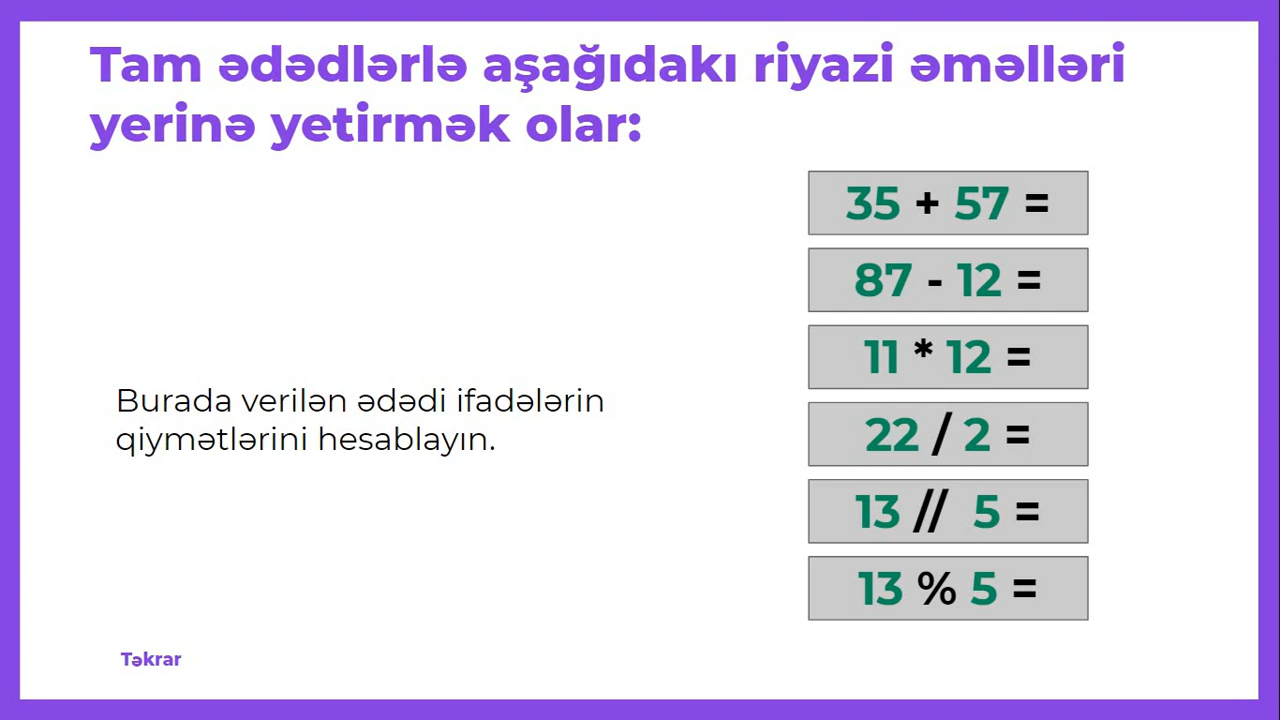 Tam ədədlərlə aşağıdakı riyazi əməlləri
yerinə yetirmək olar:
35 + 57 =
87 - 12 =
11 * 12 =
22 / 2 =
13 // 5 =
13 % 5 =
Burada verilən ədədi ifadələrin
qiymətlərini hesablayın.
Təkrar